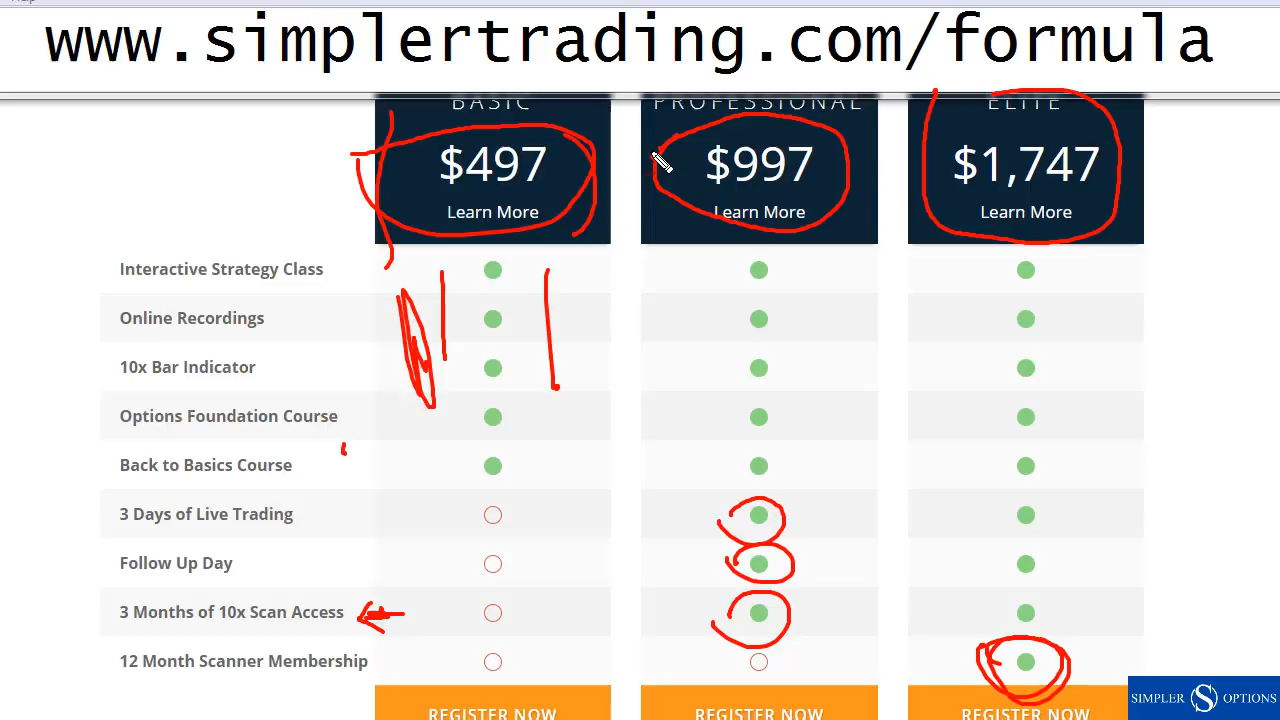 www.simplertrading.com/formula
BASIC PROFESSIONAL ELITE
$497 $997 $1,747
Learn More Learn More Learn More
Interactive Strategy Class
Online Recordings
10x Bar Indicator
Options Foundation Course
Back to Basics Course
3 Days of Live Trading
Follow Up Day
3 Months of 10x Scan Access
12 Month Scanner Membership
SIMPLER S OPTIONS
REGISTER NOW REGISTER NOW REGISTER NOW